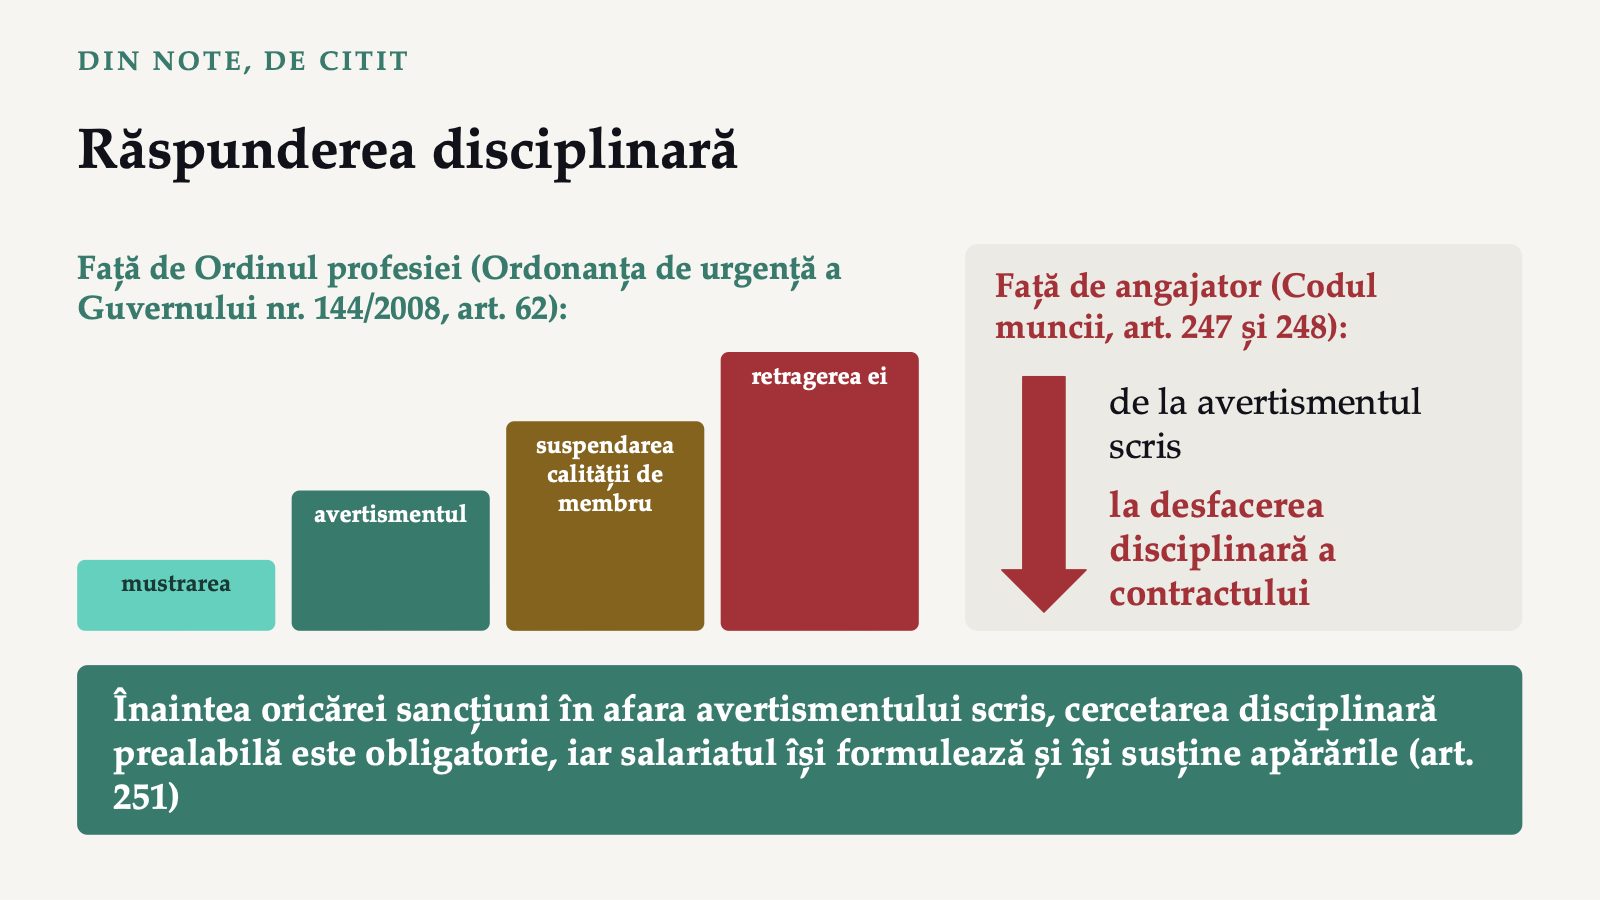 DIN NOTE, DE CITIT
Răspunderea disciplinară
Față de Ordinul profesiei (Ordonanța de urgență a
Guvernului nr. 144/2008, art. 62):
mustrarea
avertismentul
suspendarea
calității de
membru
retragerea ei
Față de angajator (Codul
muncii, art. 247 și 248):
de la avertismentul
scris
la desfacerea
disciplinară a
contractului
Înaintea oricărei sancțiuni în afara avertismentului scris, cercetarea disciplinară
prealabilă este obligatorie, iar salariatul își formulează și își susține apărările (art.
251)